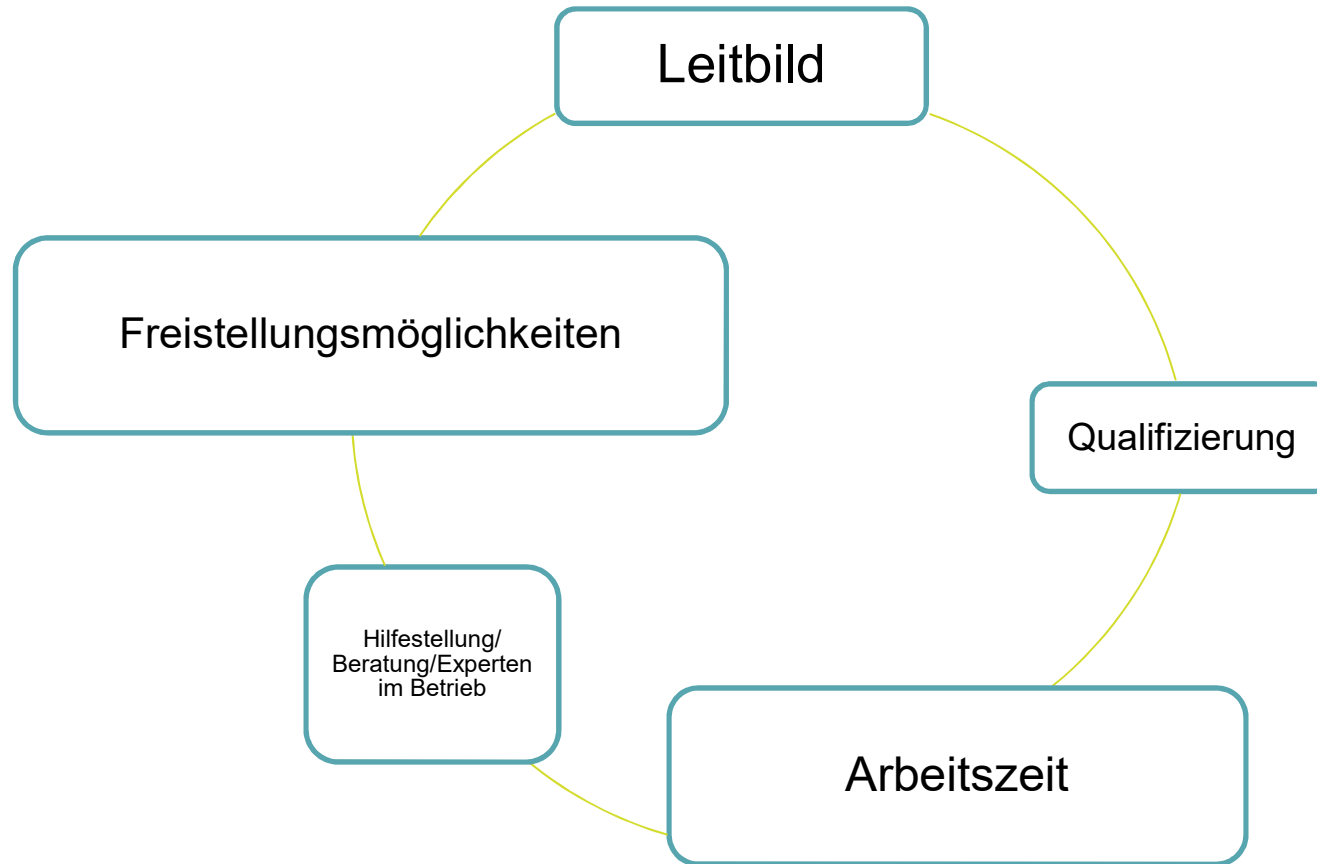 Leitbild
Freistellungsmöglichkeiten
Qualifizierung
Hilfestellung/
Beratung/Experten
im Betrieb
Arbeitszeit